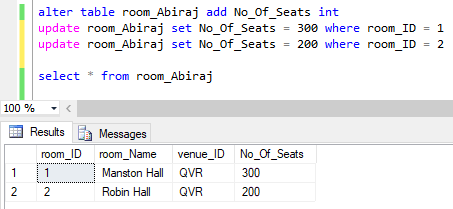 alter table room_Abiraj add No_Of_Seats int
update room_Abiraj set No_Of_Seats = 300 where room_ID = 1
update room_Abiraj set No_Of_Seats = 200 where room_ID = 2
select * from room_Abiraj
100 %
Results Messages
room_ID room_Name venue_ID No_Of_Seats
1 1 Manston Hall QVR 300
2 2 Robin Hall QVR 200